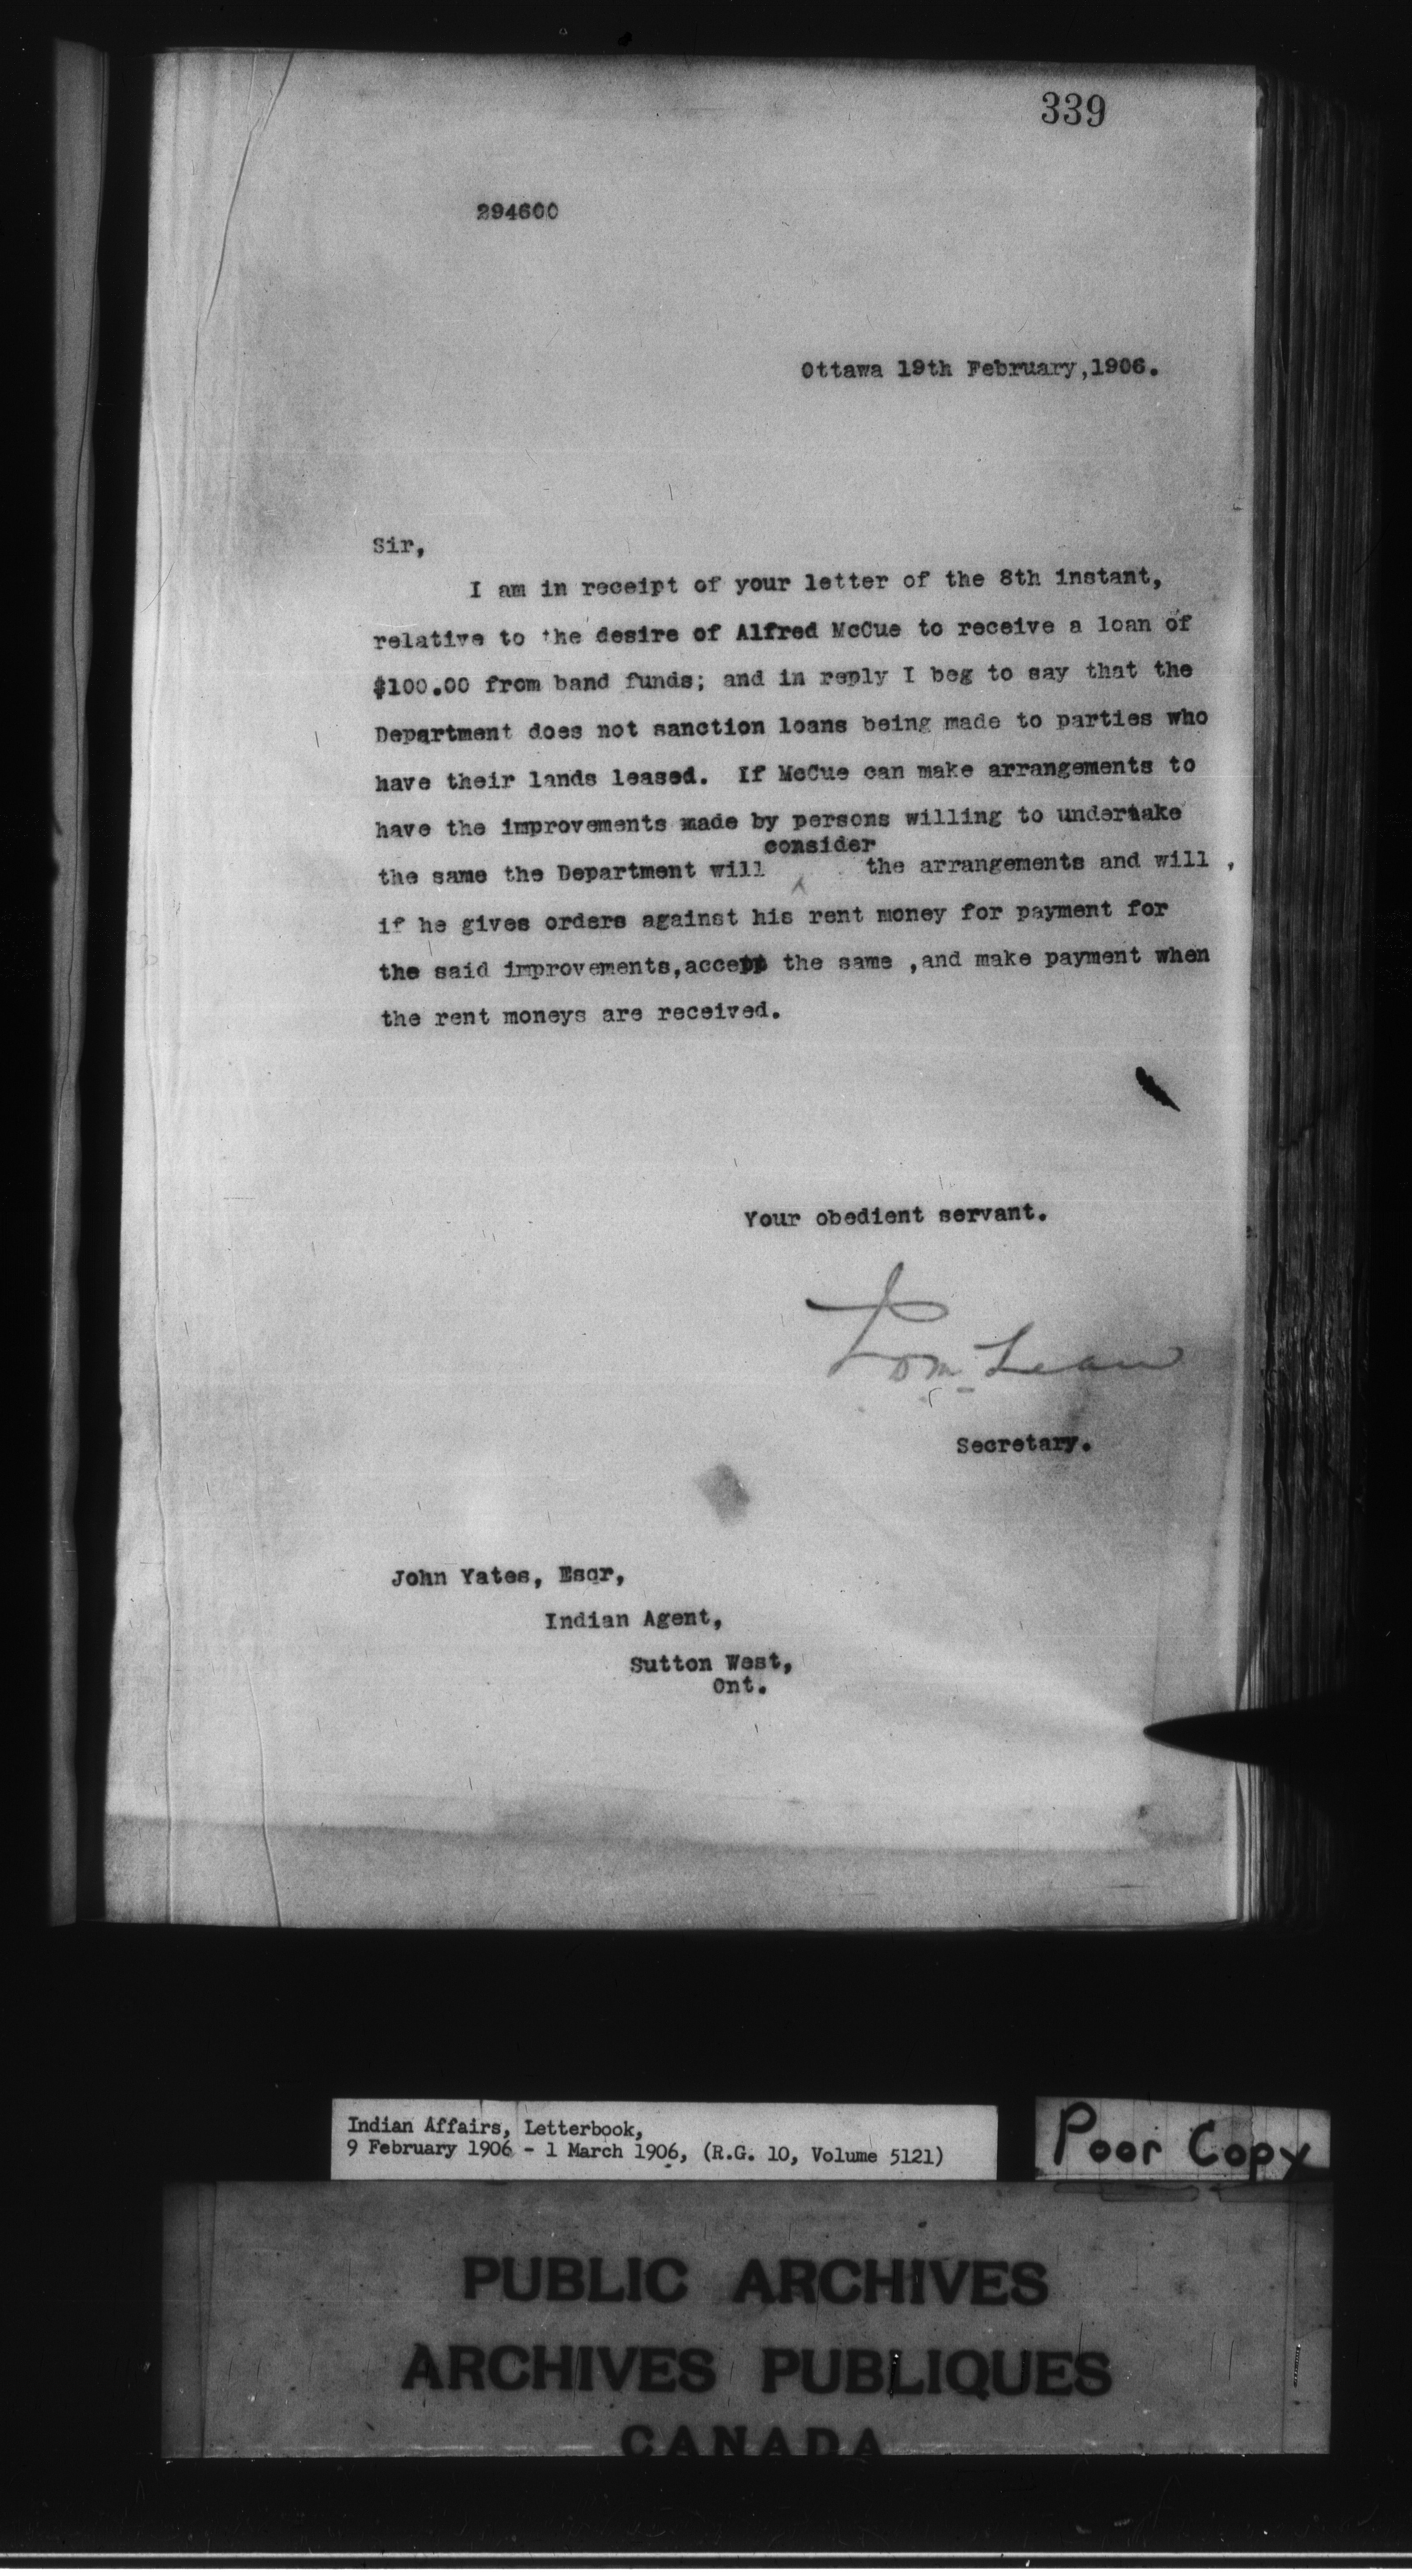 339
294600
Ottawa 19th February,1906.
Sir,
I am in receipt of your letter of the 8th instant,
relative to the desire of Alfred McCue to receive a loan of
$100.00 from band funds; and in reply I beg to say that the
Department does not sanction loans being made to parties who
have their lands leased. If McCue can make arrangements to
have the improvements made by persons willing to undertake
consider
the same the Department will the arrangements and will ,
if he gives orders against his rent money for payment for
the said improvements,accept the same ,and make payment when
the rent moneys are received.
Your obedient servant.
Lean
Secretary.
John Yates, Esqr,
Indian Agent,
Sutton West,
Ont.
Indian Affairs, Letterbook,
9 February 1906 - 1 March 1906, (R.G. 10, Volume 5121)
Poor Copy
PUBLIC ARCHIVES
ARCHIVES PUBLIQUES
CANADA